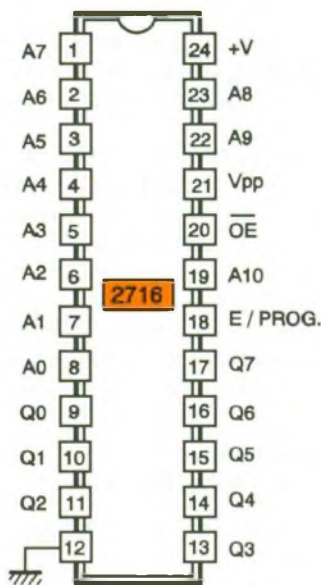 A7 1 24 +V
A6 2 23 A8
A5 3 22 A9
A4 4 21 Vpp
A3 5 20 OE
A2 6 19 A10
2716
A1 7 18 E / PROG.
A0 8 17 Q7
Q0 9 16 Q6
Q1 10 15 Q5
Q2 11 14 Q4
12 13 Q3